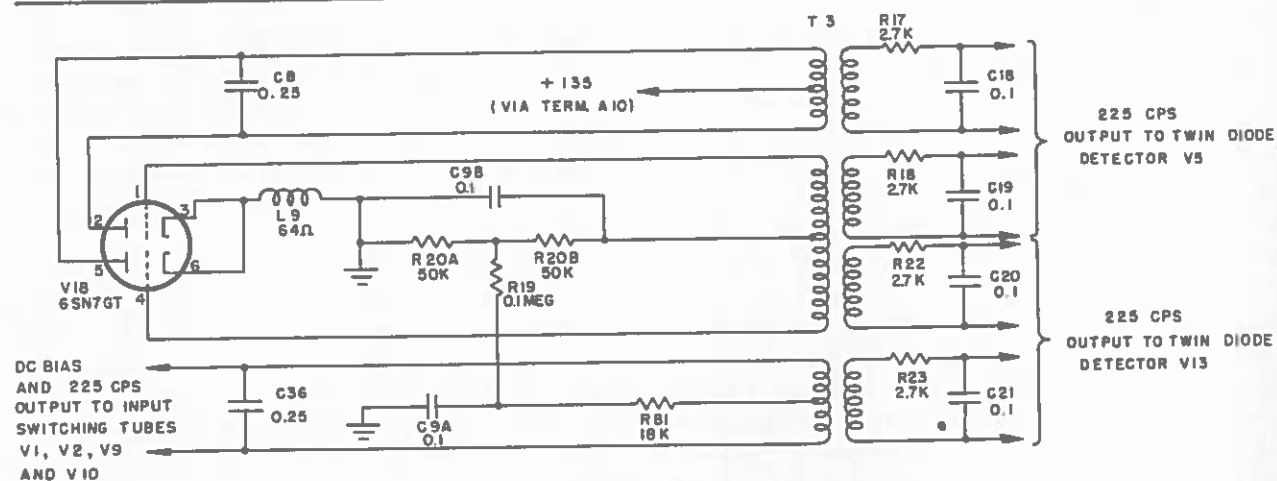 T 3
R17
2.7K
C8
0.25
+ 135
(VIA TERM. A10)
C18
0.1
225 CPS
OUTPUT TO TWIN DIODE
DETECTOR V5
1
C9B
0.1
R18
2.7K
C19
0.1
2
3
L 9
64Ω
5
6
R20A
50K
R20B
50K
R22
2.7K
C20
0.1
V18
6SN7GT
4
R19
0.1MEG
225 CPS
OUTPUT TO TWIN DIODE
DETECTOR V13
DC BIAS
AND 225 CPS
OUTPUT TO INPUT
SWITCHING TUBES
V1, V2, V9
AND V10
C36
0.25
C9A
0.1
R81
18K
R23
2.7K
C21
0.1